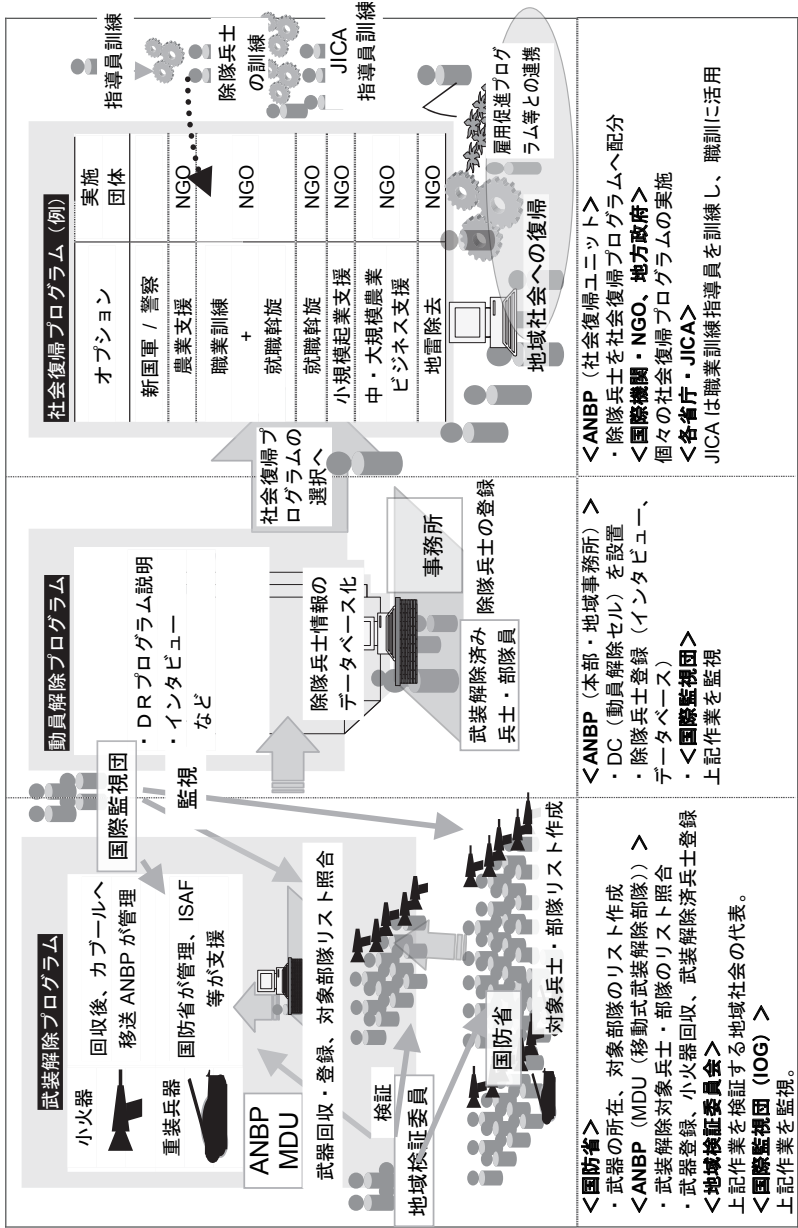 武装解除プログラム
小火器
回収後、カブールへ
移送 ANBP が管理
重装兵器
国防省が管理、ISAF
等が支援
ANBP
MDU
武器回収・登録、対象部隊リスト照合
検証
地域検証委員
国防省
対象兵士・部隊リスト作成
国際監視団
監視
動員解除プログラム
・ＤＲプログラム説明
・インタビュー
など
除隊兵士情報の
データベース化
武装解除済み
兵士・部隊員
事務所
除隊兵士の登録
社会復帰プ
ログラムの
選択へ
社会復帰プログラム（例）
オプション
実施
団体
新国軍 / 警察
農業支援
NGO
職業訓練
+
就職斡旋
NGO
就職斡旋
NGO
小規模起業支援
NGO
中・大規模農業
ビジネス支援
NGO
地雷除去
NGO
指導員訓練
除隊兵士
の訓練
JICA
指導員訓練
雇用促進プログ
ラム等との連携
地域社会への復帰
＜国防省＞
・武器の所在、対象部隊のリスト作成
＜ANBP（MDU（移動式武装解除部隊））＞
・武装解除対象兵士・部隊のリスト照合
・武器登録、小火器回収、武装解除済兵士登録
＜地域検証委員会＞
上記作業を検証する地域社会の代表。
＜国際監視団（IOG）＞
上記作業を監視。
＜ANBP（本部・地域事務所）＞
・DC（動員解除セル）を設置
・除隊兵士登録（インタビュー、
データベース）
・＜国際監視団＞
上記作業を監視
＜ANBP（社会復帰ユニット）＞
・除隊兵士を社会復帰プログラムへ配分
＜国際機関・NGO、地方政府＞
個々の社会復帰プログラムの実施
＜各省庁・JICA＞
JICA は職業訓練指導員を訓練し、職訓に活用